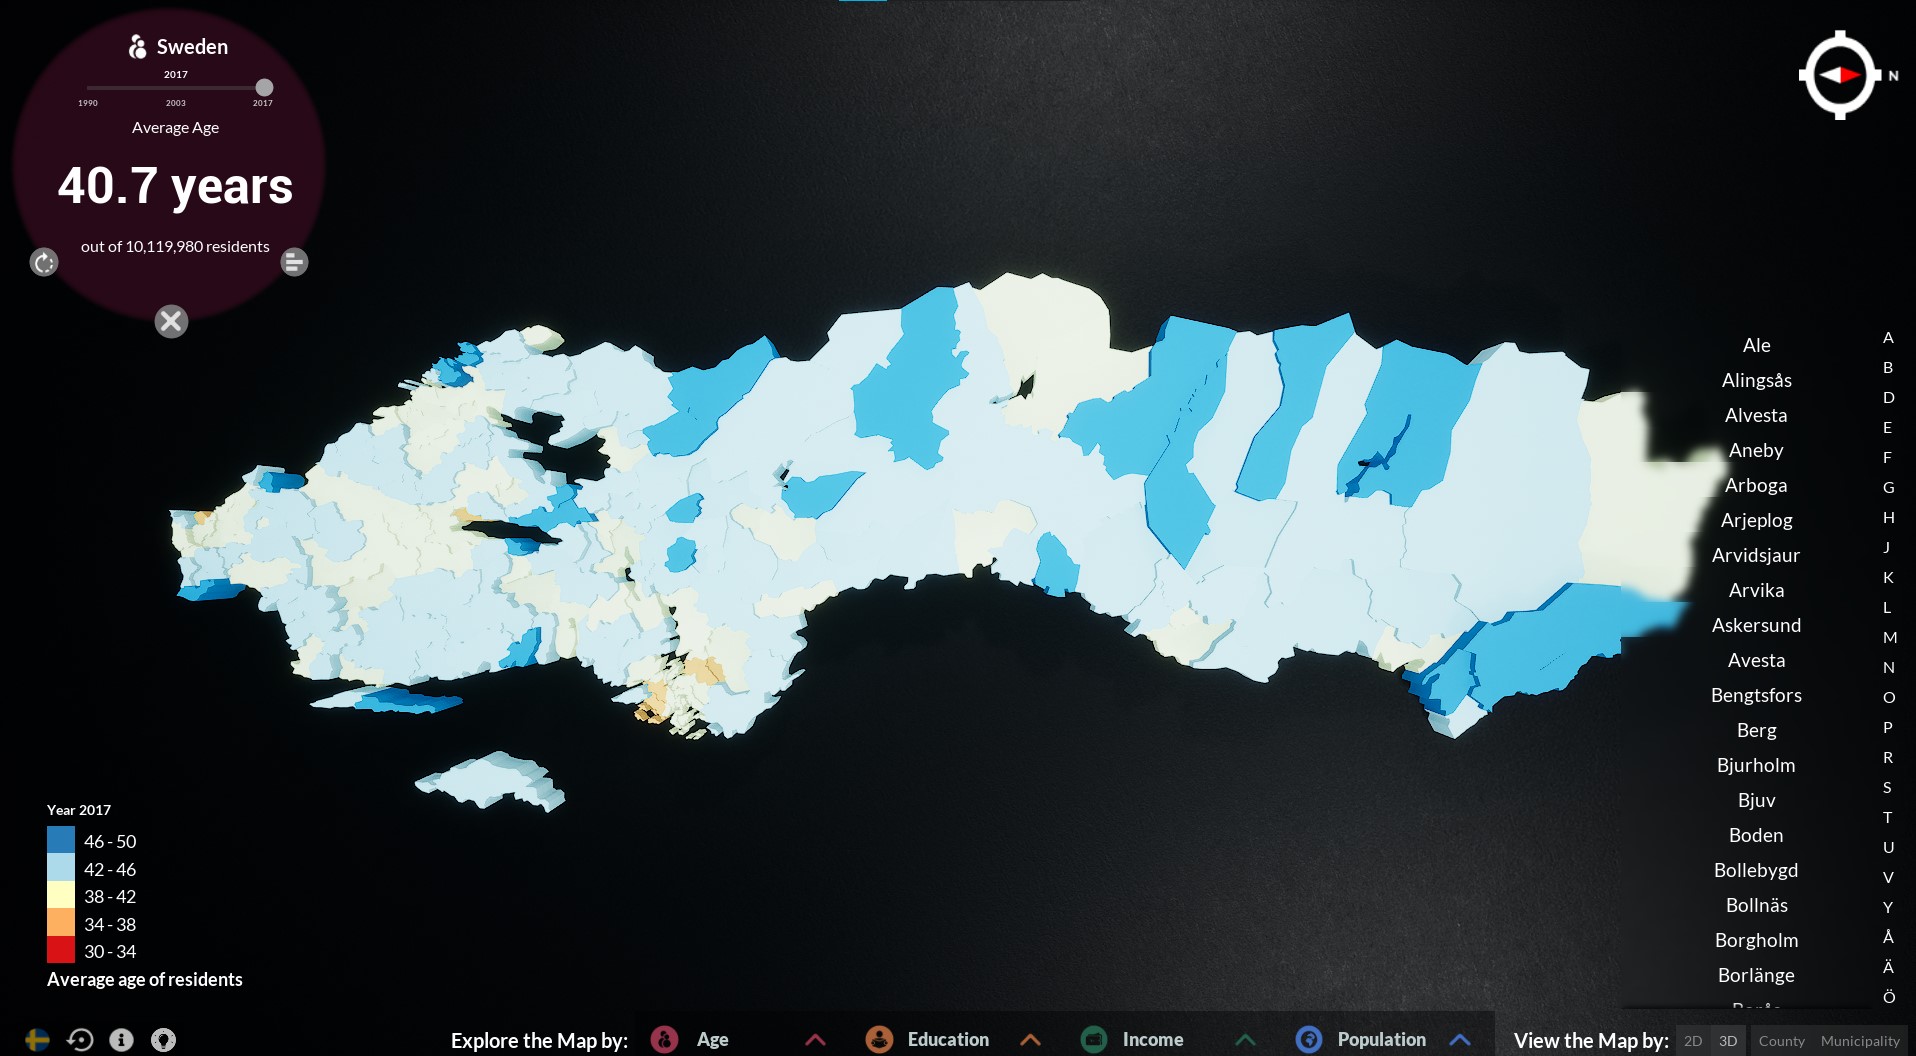 Sweden
2017
1990 2003 2017
Average Age
40.7 years
out of 10,119,980 residents
N
Ale
Alingsås
Alvesta
Aneby
Arboga
Arjeplog
Arvidsjaur
Arvika
Askersund
Avesta
Bengtsfors
Berg
Bjurholm
Bjuv
Boden
Bollebygd
Bollnäs
Borgholm
Borlänge
A
B
D
E
F
G
H
J
K
L
M
N
O
P
R
S
T
U
V
Y
Å
Ä
Ö
Year 2017
46 - 50
42 - 46
38 - 42
34 - 38
30 - 34
Average age of residents
Explore the Map by: Age Education Income Population View the Map by: 2D 3D County Municipality